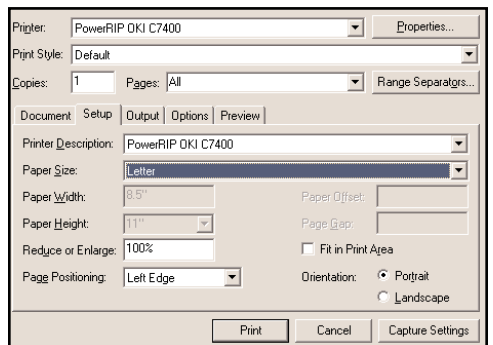 Printer: PowerRIP OKI C7400 Properties...
Print Style: Default
Copies: 1 Pages: All Range Separators...
Document Setup Output Options Preview
Printer Description: PowerRIP OKI C7400
Paper Size: Letter
Paper Width: 8.5" Paper Offset:
Paper Height: 11" Page Gap:
Reduce or Enlarge: 100% Fit in Print Area
Page Positioning: Left Edge Orientation: Portrait
Landscape
Print Cancel Capture Settings